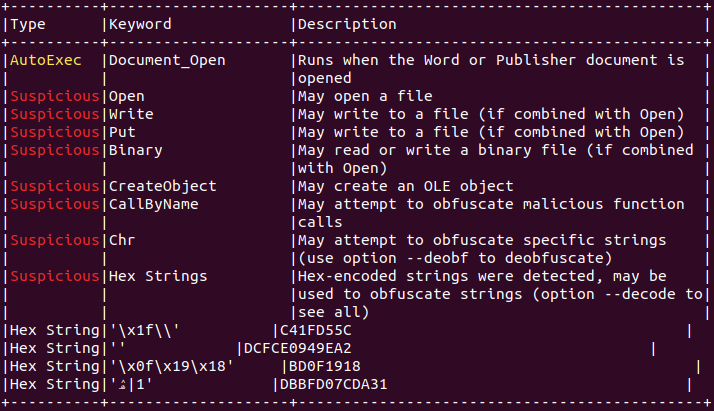 +----------+--------------------+---------------------------------------------+
|Type      |Keyword             |Description                                  |
+----------+--------------------+---------------------------------------------+
|AutoExec  |Document_Open       |Runs when the Word or Publisher document is  |
|          |                    |opened                                       |
|Suspicious|Open                |May open a file                              |
|Suspicious|Write               |May write to a file (if combined with Open)  |
|Suspicious|Put                 |May write to a file (if combined with Open)  |
|Suspicious|Binary              |May read or write a binary file (if combined |
|          |                    |with Open)                                   |
|Suspicious|CreateObject        |May create an OLE object                     |
|Suspicious|CallByName          |May attempt to obfuscate malicious function  |
|          |                    |calls                                        |
|Suspicious|Chr                 |May attempt to obfuscate specific strings    |
|          |                    |(use option --deobf to deobfuscate)          |
|Suspicious|Hex Strings         |Hex-encoded strings were detected, may be    |
|          |                    |used to obfuscate strings (option --decode to|
|          |                    |see all)                                     |
|Hex String|'\x1f\\'          |C41FD55C                                     |
|Hex String|''            |DCFCE0949EA2                                 |
|Hex String|'\x0f\x19\x18'     |BD0F1918                                     |
|Hex String||1'               |DBBFD07CDA31                                 |
+----------+--------------------+---------------------------------------------+